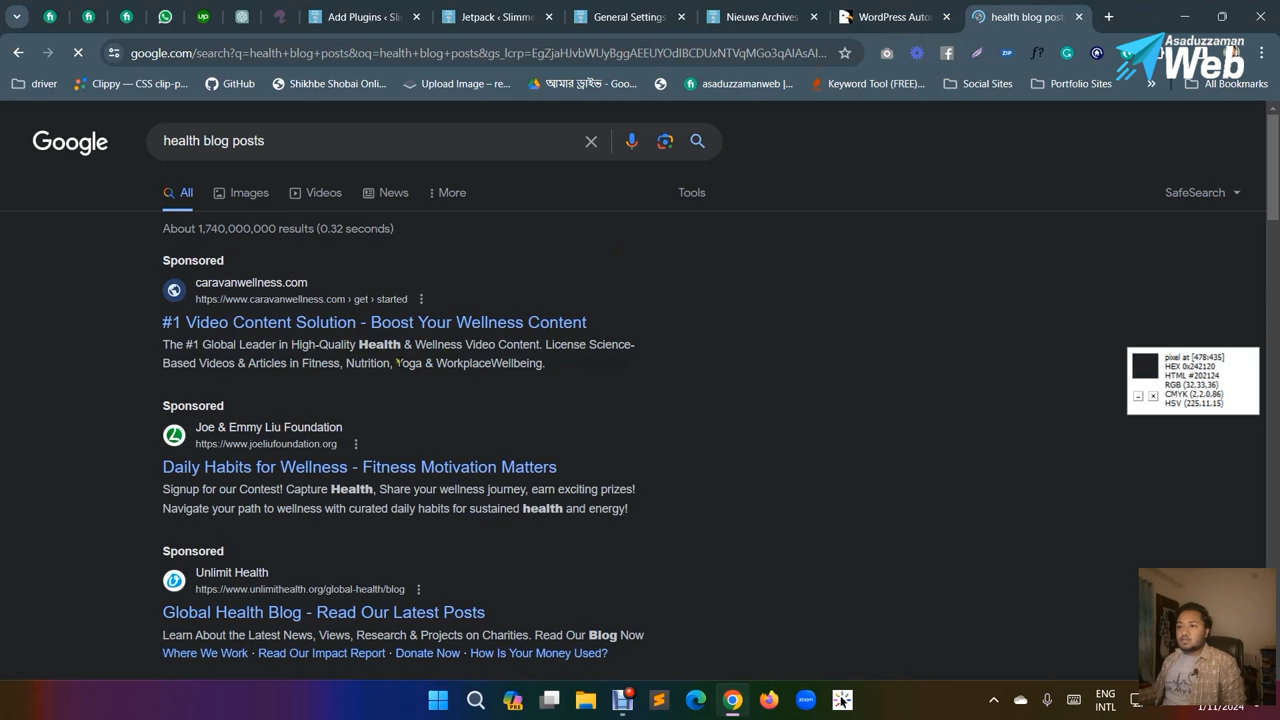 Add Plugins ‹ Sli
Jetpack ‹ Slimme
General Settings
Nieuws Archives
WordPress Auto
health blog post
google.com/search?q=health+blog+posts&oq=health+blog+posts&gs_lcrp=EgZjaHJvbWUyBggAEEUYOdIBCDUxNTVqMGo3qAIAsAI...
Asaduzzaman
Web
driver
Clippy — CSS clip-p...
GitHub
Shikhe Shobai Onli...
Upload Image – re...
আমার ড্রাইভ – Goo...
asaduzzamanweb |...
Keyword Tool (FREE)...
Social Sites
Portfolio Sites
All Bookmarks
Google
health blog posts
All
Images
Videos
News
More
Tools
SafeSearch
About 1,740,000,000 results (0.32 seconds)
Sponsored
caravanwellness.com
https://www.caravanwellness.com › get › started
#1 Video Content Solution - Boost Your Wellness Content
The #1 Global Leader in High-Quality Health & Wellness Video Content. License Science-
Based Videos & Articles in Fitness, Nutrition, Yoga & WorkplaceWellbeing.
pixel at [478:435]
HEX 0x242120
HTML #202124
RGB (32,33,36)
CMYK (2,2,0,86)
HSV (225,11,15)
Sponsored
Joe & Emmy Liu Foundation
https://www.joeliufoundation.org
Daily Habits for Wellness - Fitness Motivation Matters
Signup for our Contest! Capture Health, Share your wellness journey, earn exciting prizes!
Navigate your path to wellness with curated daily habits for sustained health and energy!
Sponsored
Unlimit Health
https://www.unlimithealth.org/global-health/blog
Global Health Blog - Read Our Latest Posts
Learn About the Latest News, Views, Research & Projects on Charities. Read Our Blog Now
Where We Work · Read Our Impact Report · Donate Now · How Is Your Money Used?
zoom
ENG
INTL
1/11/2024